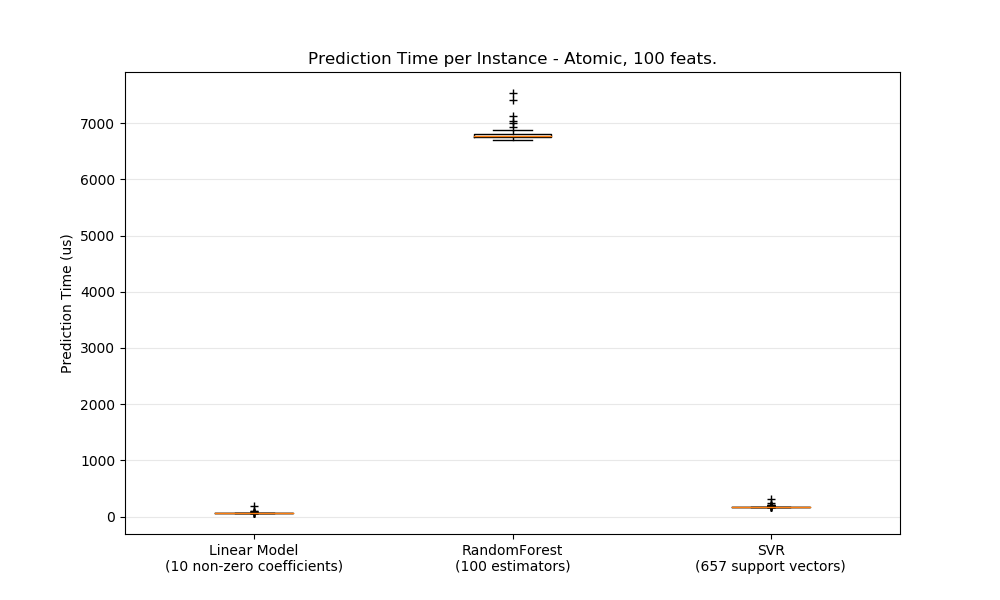 Prediction Time per Instance - Atomic, 100 feats.
Prediction Time (us)
7000
6000
5000
4000
3000
2000
1000
0
Linear Model
(10 non-zero coefficients)
RandomForest
(100 estimators)
SVR
(657 support vectors)